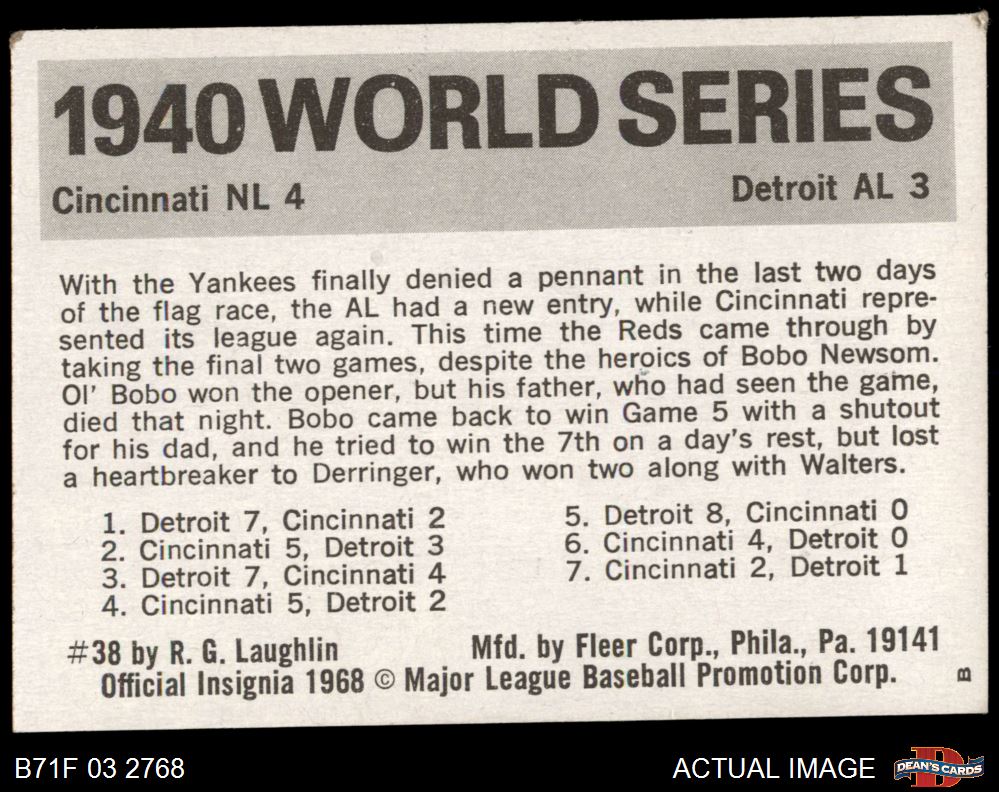 1940 WORLD SERIES
Cincinnati NL 4 Detroit AL 3
With the Yankees finally denied a pennant in the last two days
of the flag race, the AL had a new entry, while Cincinnati repre-
sented its league again. This time the Reds came through by
taking the final two games, despite the heroics of Bobo Newsom.
Ol' Bobo won the opener, but his father, who had seen the game,
died that night. Bobo came back to win Game 5 with a shutout
for his dad, and he tried to win the 7th on a day's rest, but lost
a heartbreaker to Derringer, who won two along with Walters.
1. Detroit 7, Cincinnati 2
2. Cincinnati 5, Detroit 3
3. Detroit 7, Cincinnati 4
4. Cincinnati 5, Detroit 2
5. Detroit 8, Cincinnati 0
6. Cincinnati 4, Detroit 0
7. Cincinnati 2, Detroit 1
#38 by R. G. Laughlin Mfd. by Fleer Corp., Phila., Pa. 19141
Official Insignia 1968 © Major League Baseball Promotion Corp.
B
B71F 03 2768 ACTUAL IMAGE
D
DEAN'S CARDS